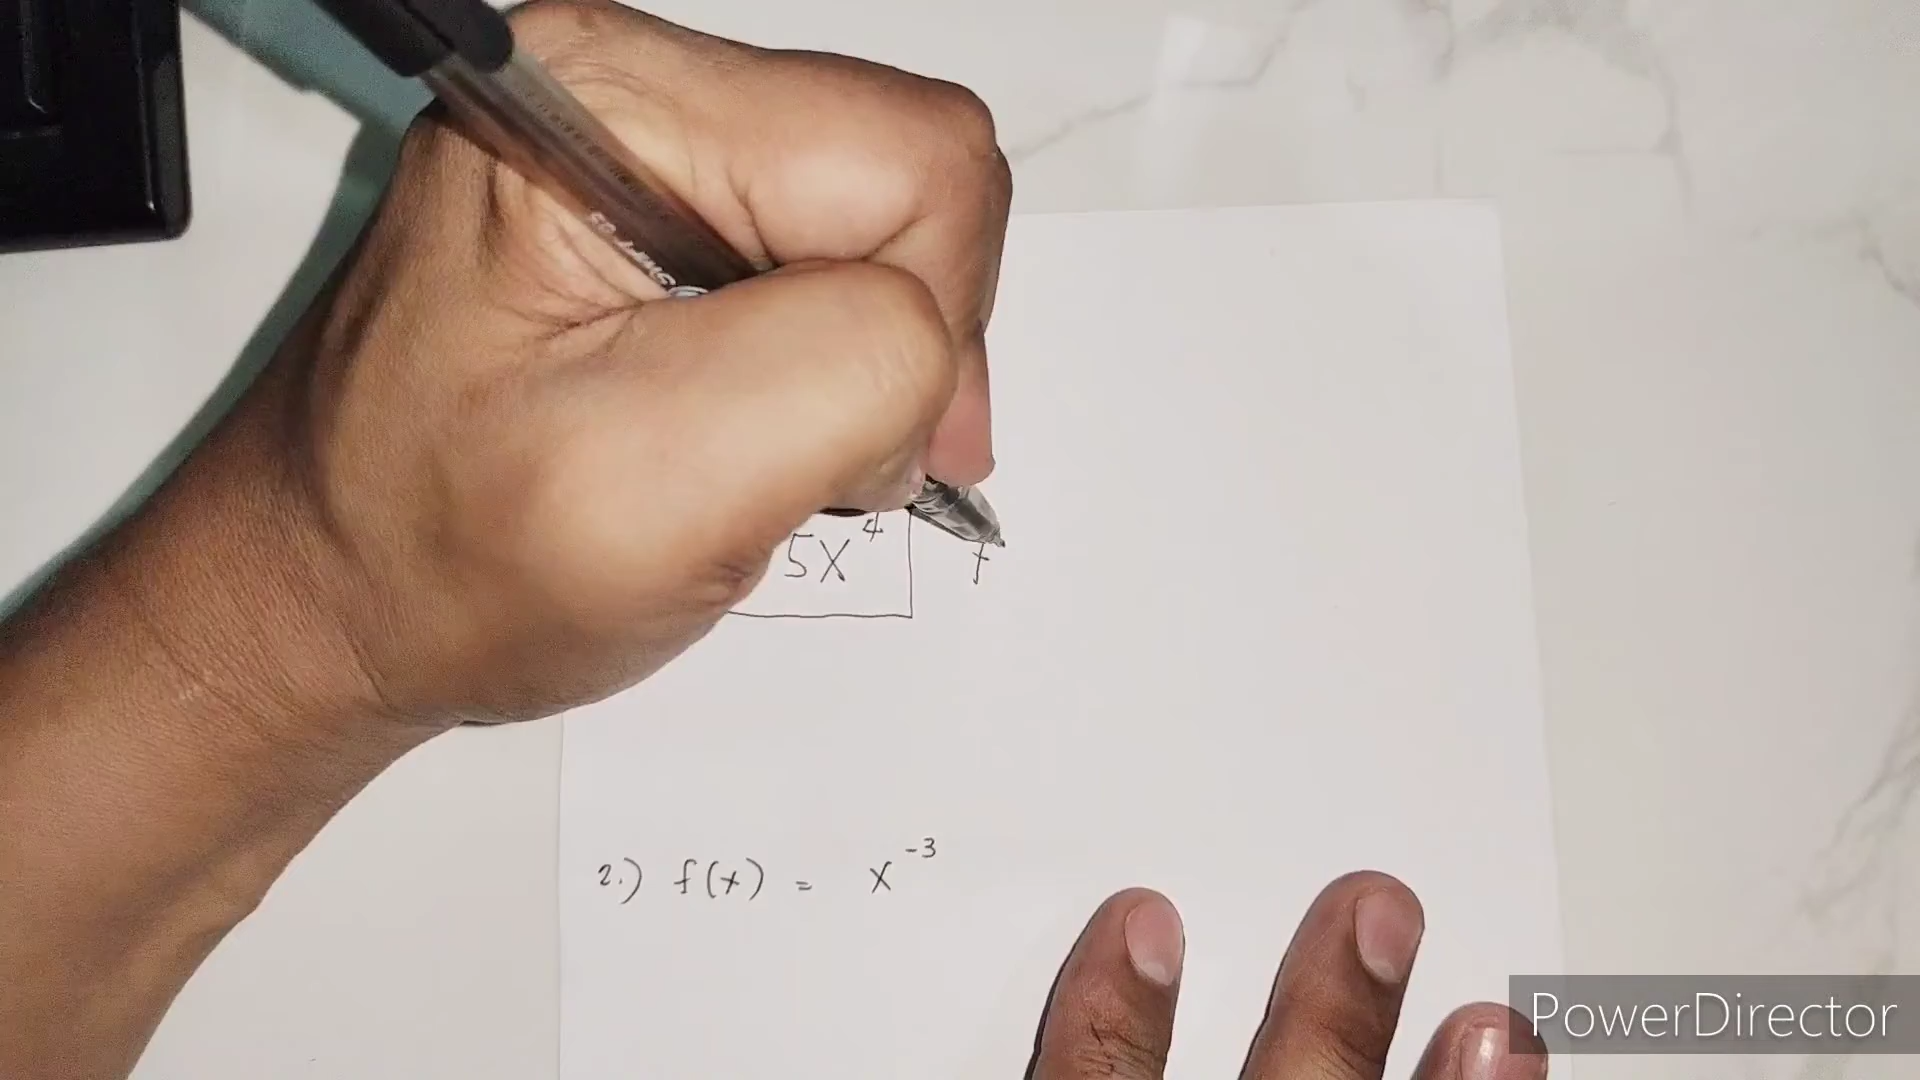 5x⁴ f
2.) f(x) = x⁻³
PowerDirector